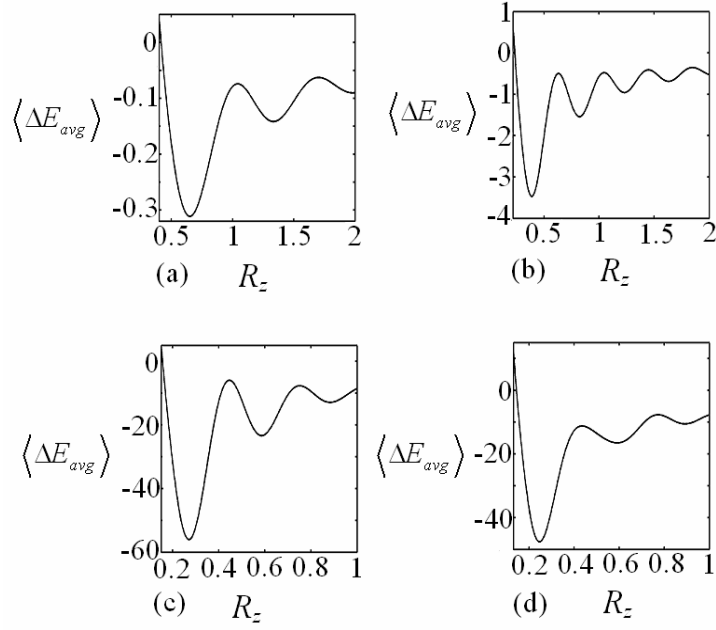 0
-0.1
-0.2
-0.3
⟨ΔE_avg⟩
0.5 1 1.5 2
(a) R_z
1
0
-1
-2
-3
-4
⟨ΔE_avg⟩
0.5 1 1.5 2
(b) R_z
0
-20
-40
-60
⟨ΔE_avg⟩
0.2 0.4 0.6 0.8 1
(c) R_z
0
-20
-40
⟨ΔE_avg⟩
0.2 0.4 0.6 0.8 1
(d) R_z